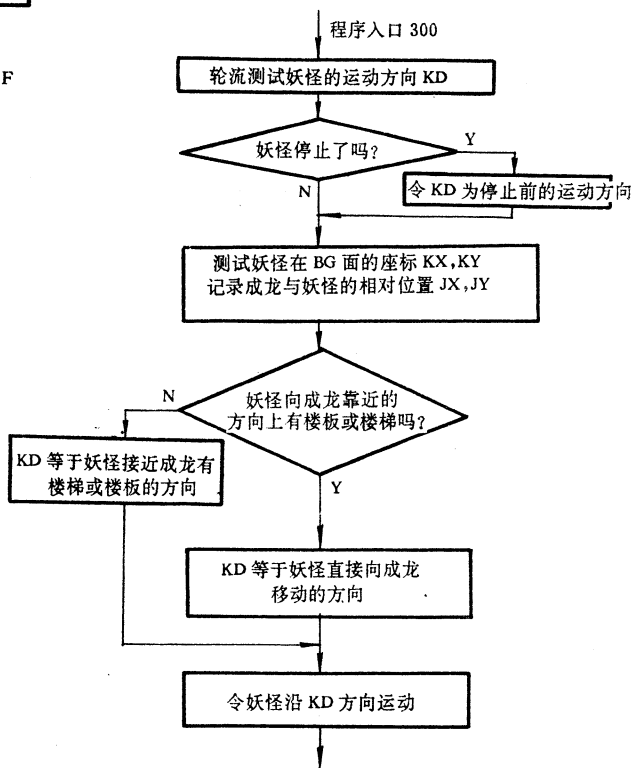 程序入口 300
F
轮流测试妖怪的运动方向 KD
妖怪停止了吗?
Y
N
令 KD 为停止前的运动方向
测试妖怪在 BG 面的座标 KX,KY
记录成龙与妖怪的相对位置 JX,JY
N
妖怪向成龙靠近的
方向上有楼板或楼梯吗?
KD 等于妖怪接近成龙有
楼梯或楼板的方向
Y
KD 等于妖怪直接向成龙
移动的方向
令妖怪沿 KD 方向运动